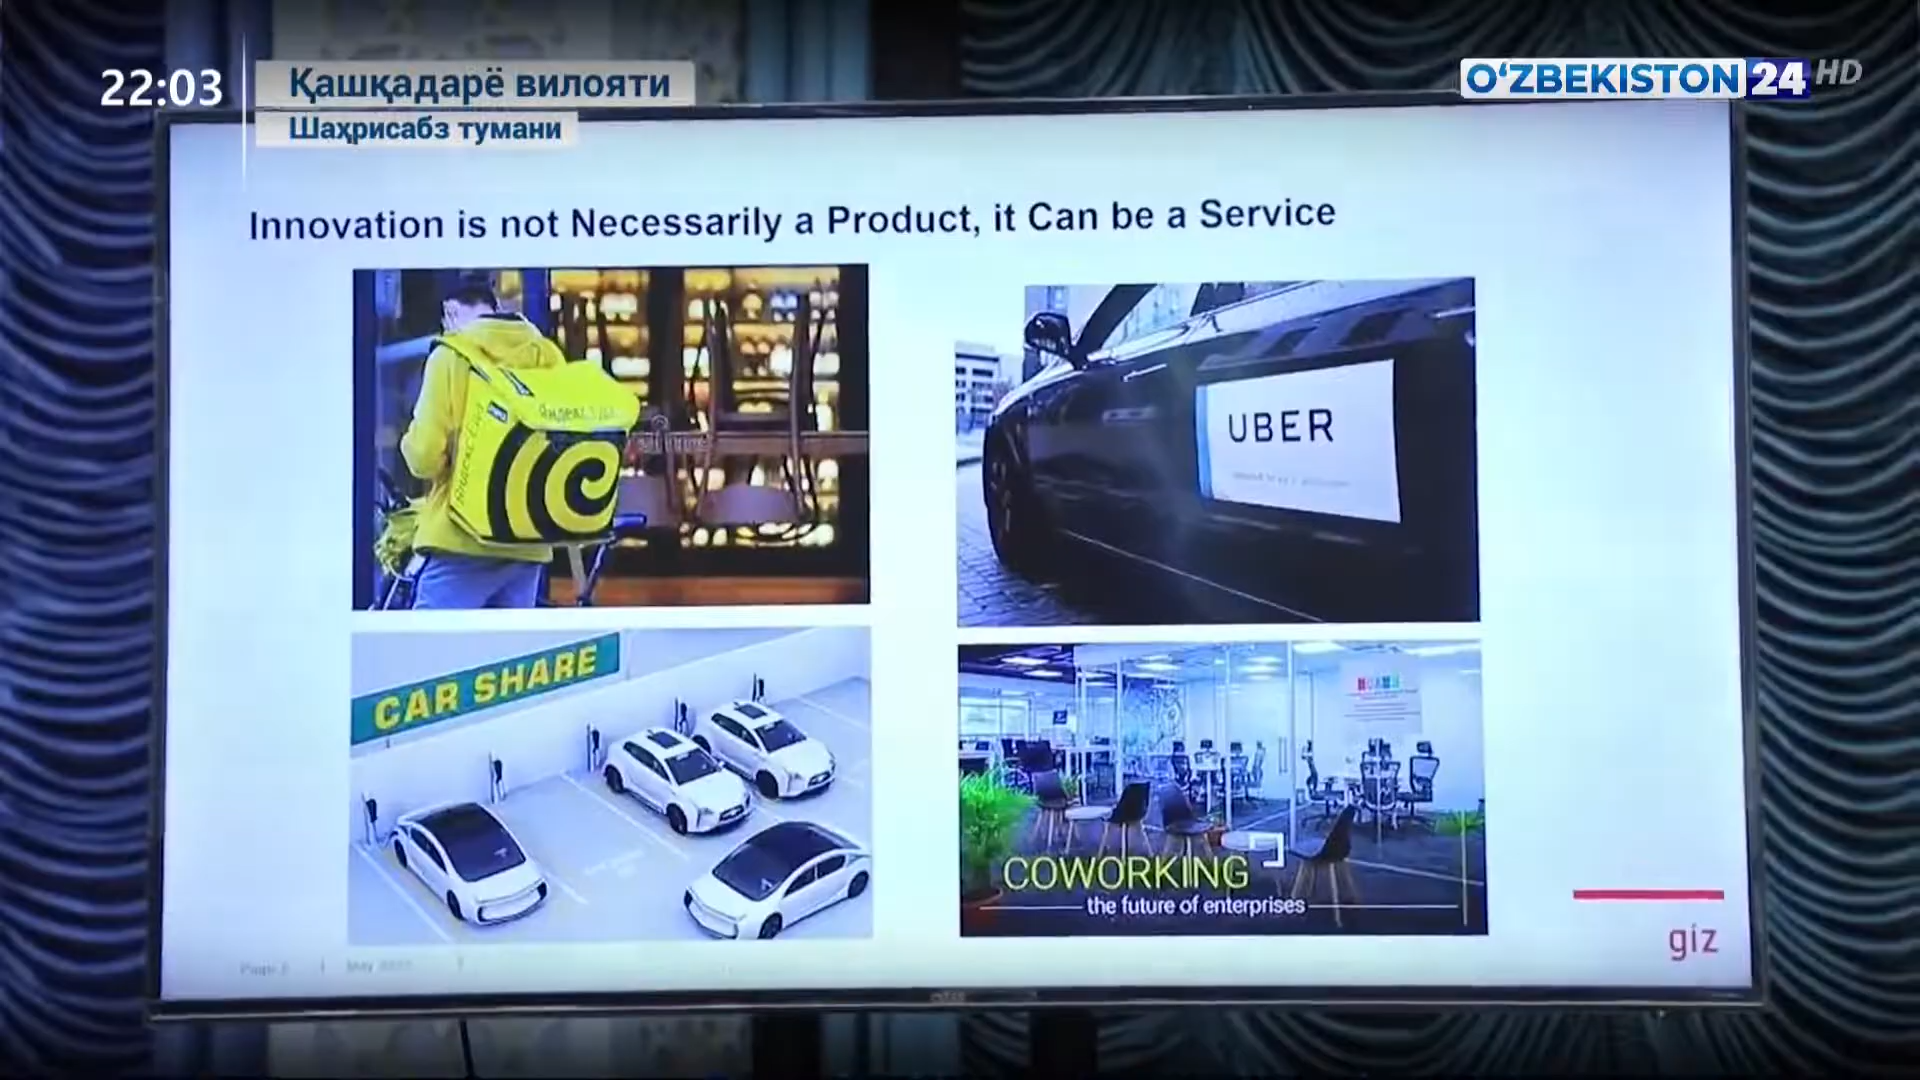 22:03
Қашқадарё вилояти
Шаҳрисабз тумани
O‘ZBEKISTON 24 HD
Innovation is not Necessarily a Product, it Can be a Service
UBER
CAR SHARE
COWORKING
the future of enterprises
giz